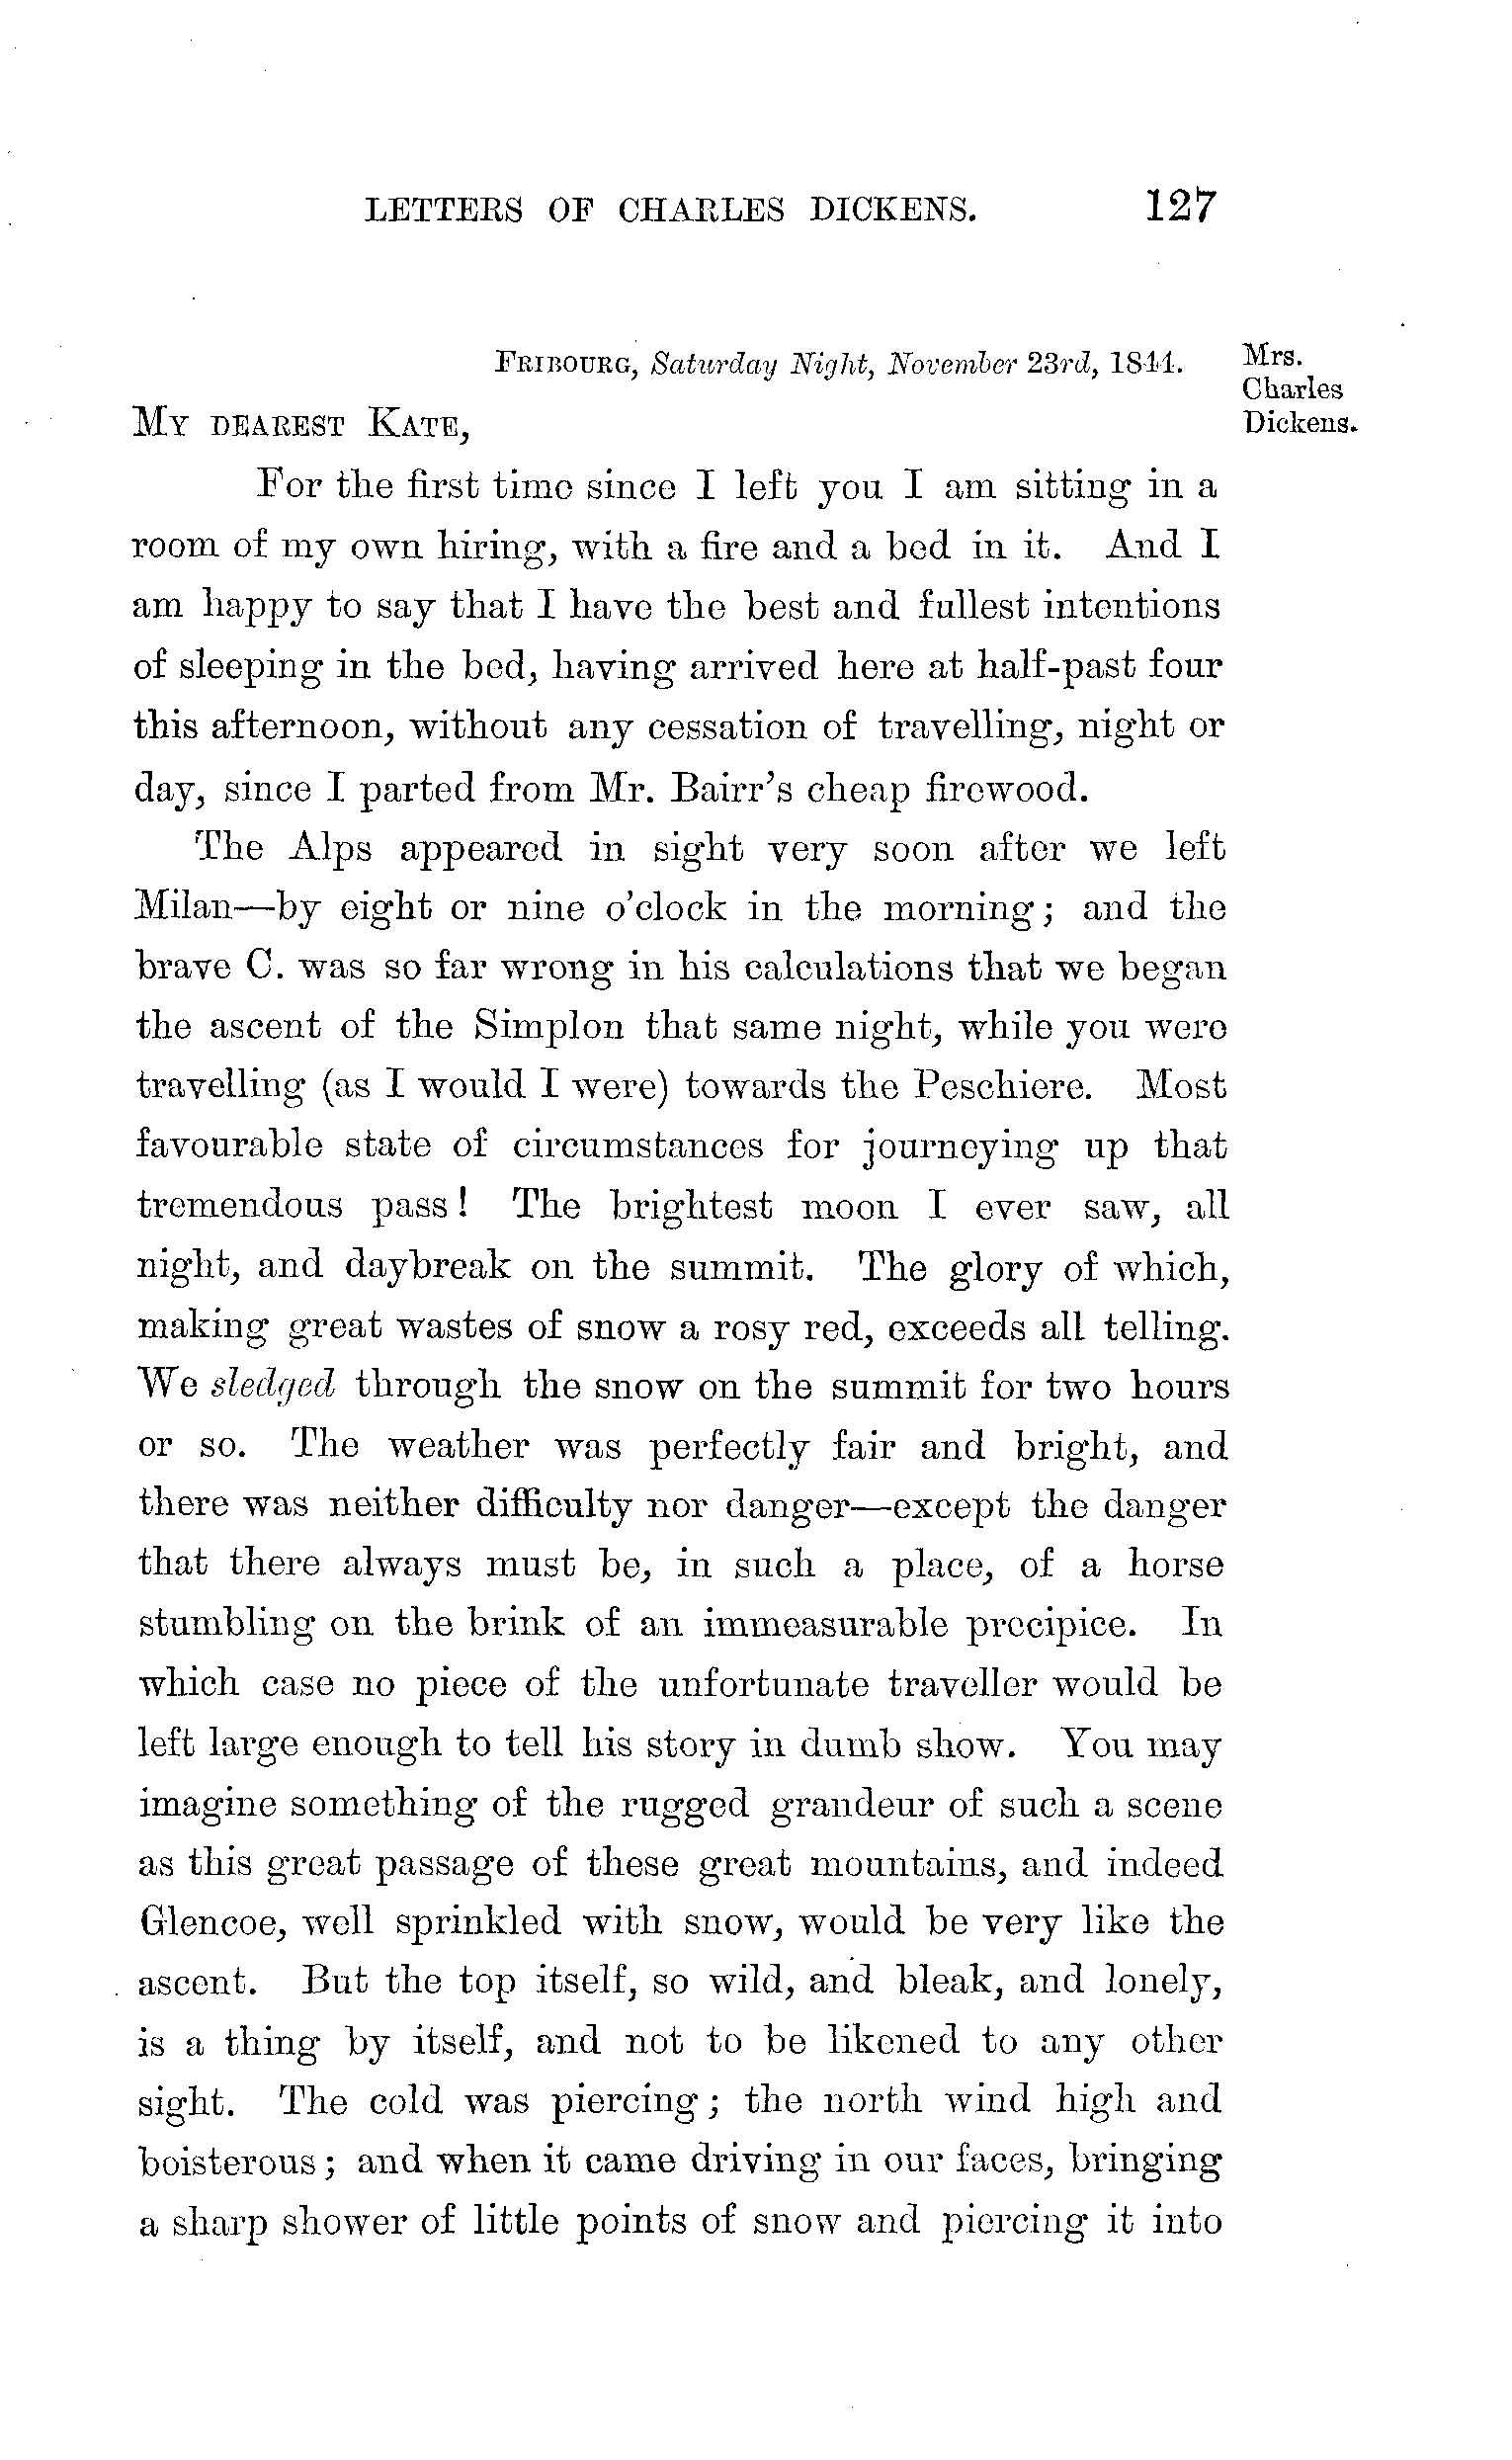 LETTERS OF CHARLES DICKENS. 127
Fribourg, Saturday Night, November 23rd, 1844.
Mrs.
Charles
Dickens.
My dearest Kate,
For the first time since I left you I am sitting in a
room of my own hiring, with a fire and a bed in it. And I
am happy to say that I have the best and fullest intentions
of sleeping in the bed, having arrived here at half-past four
this afternoon, without any cessation of travelling, night or
day, since I parted from Mr. Bairr's cheap firewood.
The Alps appeared in sight very soon after we left
Milan—by eight or nine o'clock in the morning; and the
brave C. was so far wrong in his calculations that we began
the ascent of the Simplon that same night, while you were
travelling (as I would I were) towards the Peschiere. Most
favourable state of circumstances for journeying up that
tremendous pass! The brightest moon I ever saw, all
night, and daybreak on the summit. The glory of which,
making great wastes of snow a rosy red, exceeds all telling.
We sledged through the snow on the summit for two hours
or so. The weather was perfectly fair and bright, and
there was neither difficulty nor danger—except the danger
that there always must be, in such a place, of a horse
stumbling on the brink of an immeasurable precipice. In
which case no piece of the unfortunate traveller would be
left large enough to tell his story in dumb show. You may
imagine something of the rugged grandeur of such a scene
as this great passage of these great mountains, and indeed
Glencoe, well sprinkled with snow, would be very like the
ascent. But the top itself, so wild, and bleak, and lonely,
is a thing by itself, and not to be likened to any other
sight. The cold was piercing; the north wind high and
boisterous; and when it came driving in our faces, bringing
a sharp shower of little points of snow and piercing it into